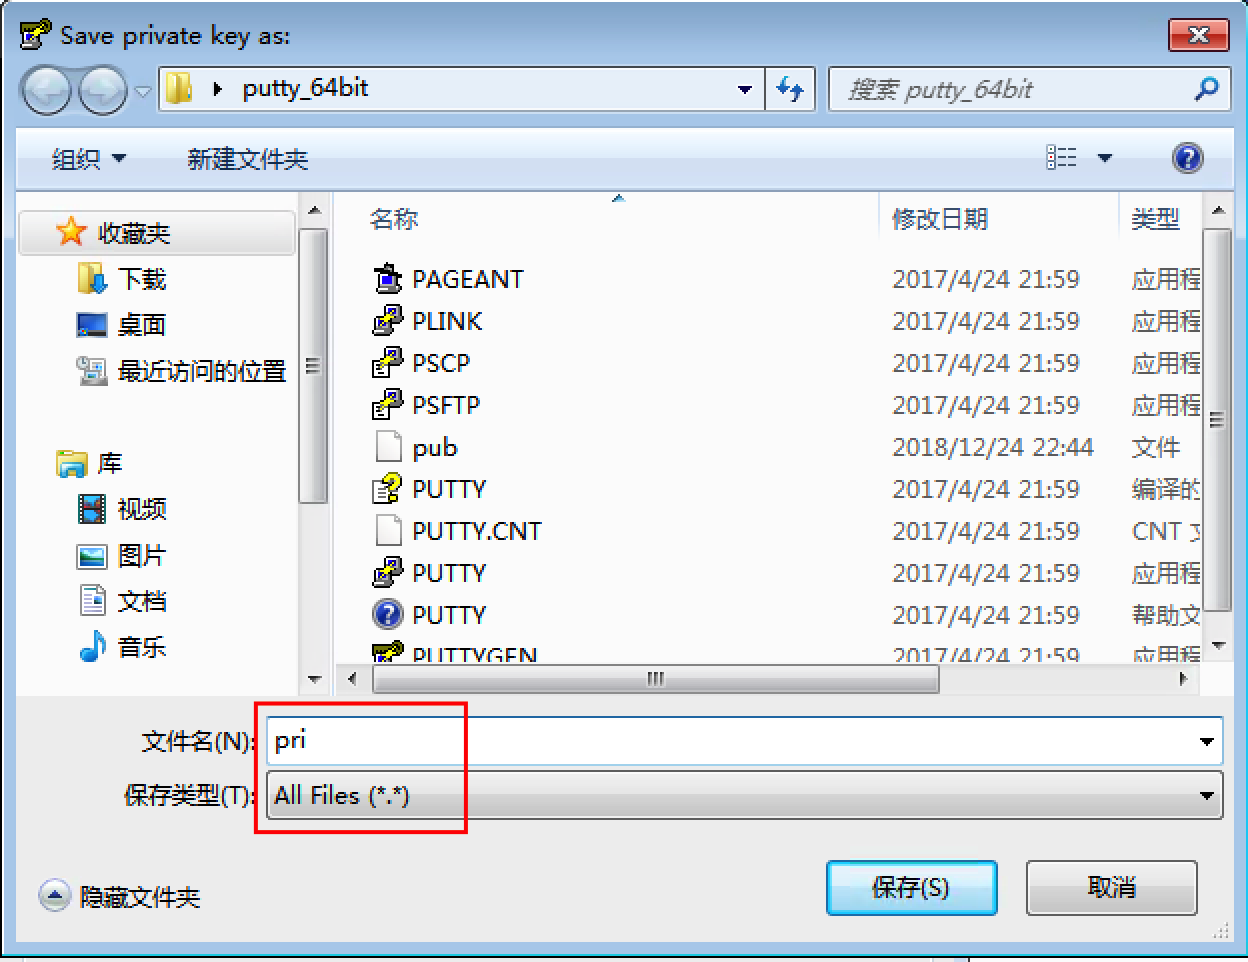 Save private key as:
putty_64bit
搜索 putty_64bit
组织
新建文件夹
收藏夹
下载
桌面
最近访问的位置
库
视频
图片
文档
音乐
名称 修改日期 类型
PAGEANT 2017/4/24 21:59 应用程
PLINK 2017/4/24 21:59 应用程
PSCP 2017/4/24 21:59 应用程
PSFTP 2017/4/24 21:59 应用程
pub 2018/12/24 22:44 文件
PUTTY 2017/4/24 21:59 编译的
PUTTY.CNT 2017/4/24 21:59 CNT
PUTTY 2017/4/24 21:59 应用程
PUTTY 2017/4/24 21:59 帮助文
PUTTYGEN 2017/4/24 21:59 应用程
文件名(N): pri
保存类型(T): All Files (*.*)
隐藏文件夹
保存(S)
取消